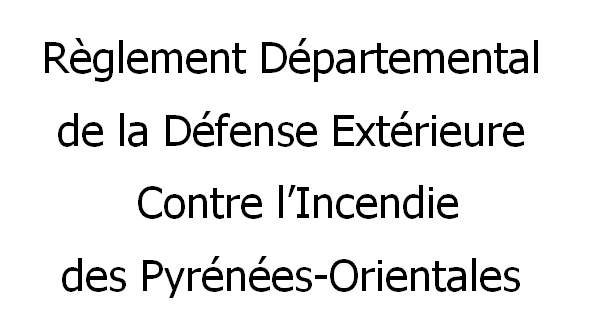 Règlement Départemental
de la Défense Extérieure
Contre l’Incendie
des Pyrénées-Orientales